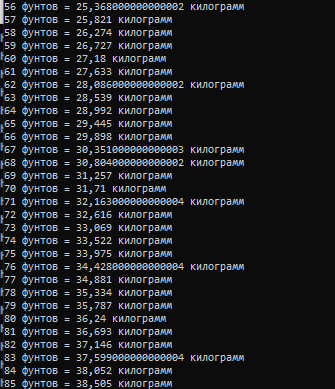 56 фунтов = 25,368000000000002 килограмм
57 фунтов = 25,821 килограмм
58 фунтов = 26,274 килограмм
59 фунтов = 26,727 килограмм
60 фунтов = 27,18 килограмм
61 фунтов = 27,633 килограмм
62 фунтов = 28,086000000000002 килограмм
63 фунтов = 28,539 килограмм
64 фунтов = 28,992 килограмм
65 фунтов = 29,445 килограмм
66 фунтов = 29,898 килограмм
67 фунтов = 30,351000000000003 килограмм
68 фунтов = 30,804000000000002 килограмм
69 фунтов = 31,257 килограмм
70 фунтов = 31,71 килограмм
71 фунтов = 32,163000000000004 килограмм
72 фунтов = 32,616 килограмм
73 фунтов = 33,069 килограмм
74 фунтов = 33,522 килограмм
75 фунтов = 33,975 килограмм
76 фунтов = 34,428000000000004 килограмм
77 фунтов = 34,881 килограмм
78 фунтов = 35,334 килограмм
79 фунтов = 35,787 килограмм
80 фунтов = 36,24 килограмм
81 фунтов = 36,693 килограмм
82 фунтов = 37,146 килограмм
83 фунтов = 37,599000000000004 килограмм
84 фунтов = 38,052 килограмм
85 фунтов = 38,505 килограмм